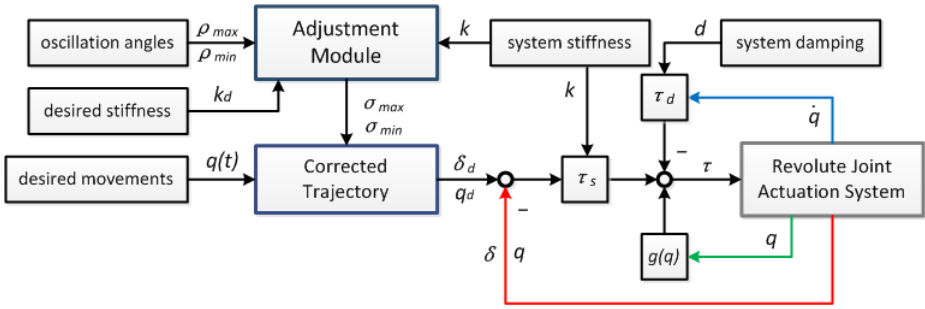 oscillation angles
ρ max
ρ min
Adjustment
Module
k
system stiffness
d
system damping
desired stiffness
k d
σ max
σ min
k
τ d
q̇
desired movements
q(t)
Corrected
Trajectory
δ d
q d
−
τ s
−
τ
Revolute Joint
Actuation System
δ
q
g(q)
q